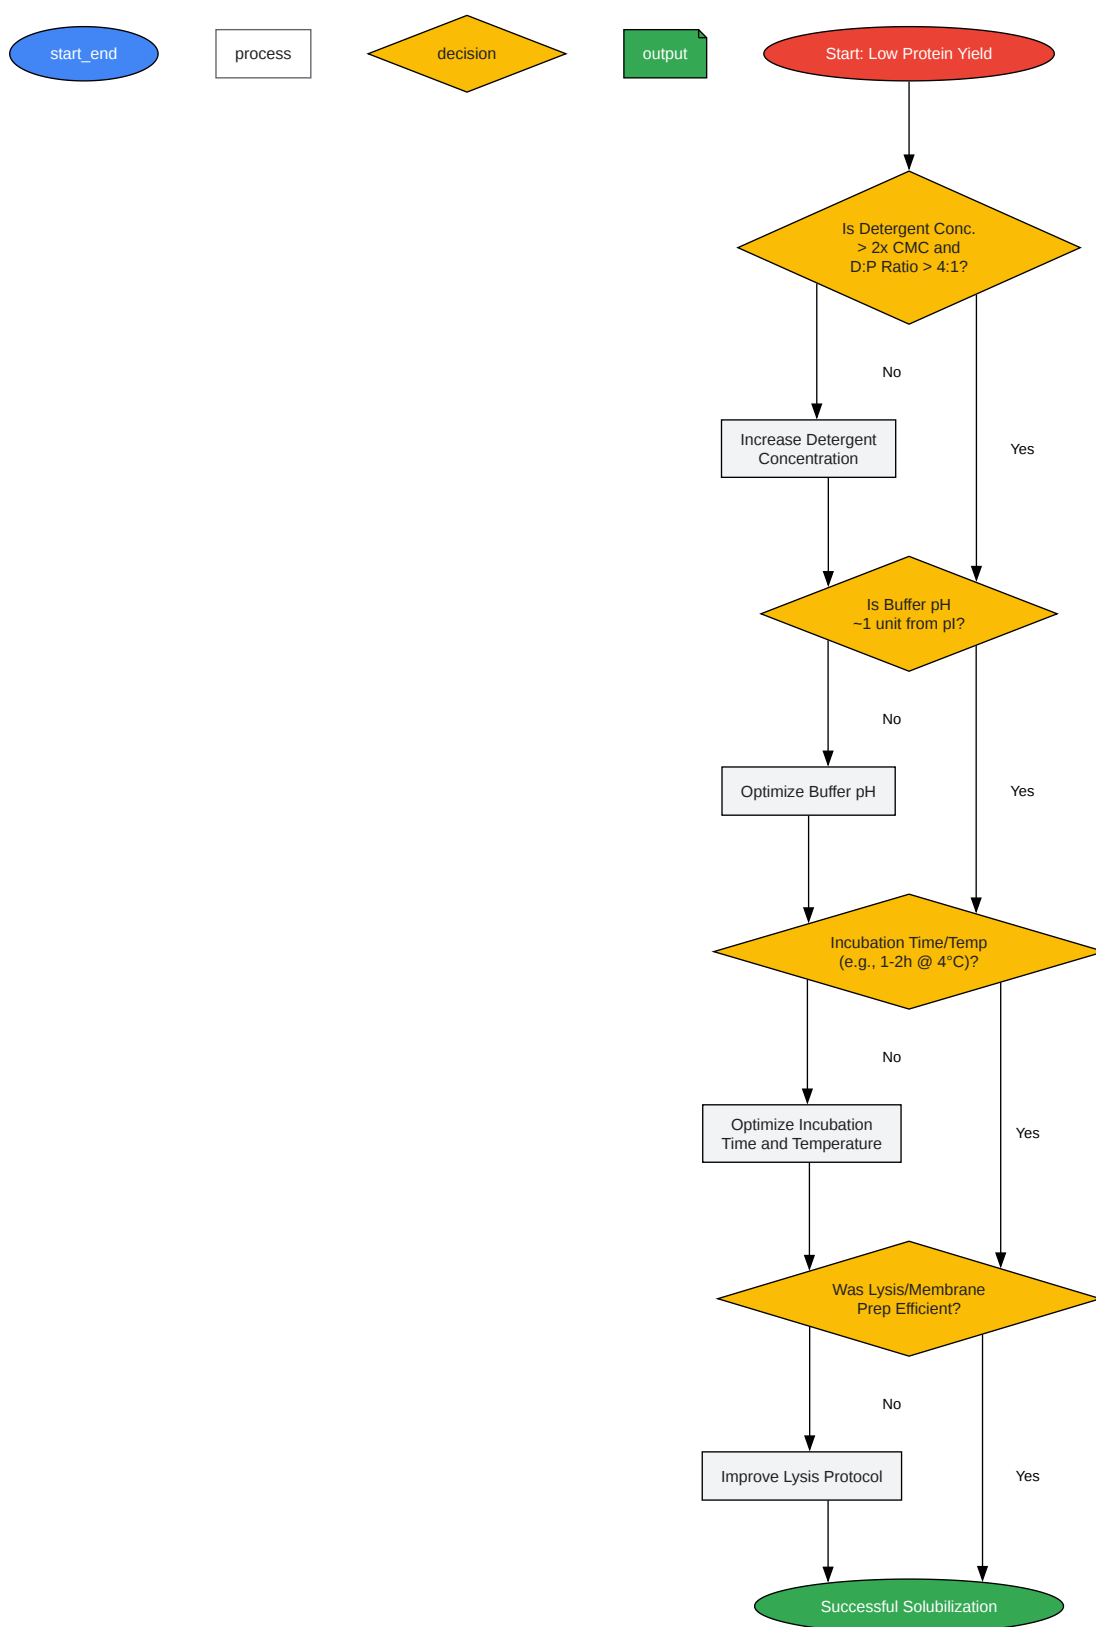 start_end
process
decision
output
Start: Low Protein Yield
Is Detergent Conc.
> 2x CMC and
D:P Ratio > 4:1?
No
Increase Detergent
Concentration
Yes
Is Buffer pH
~1 unit from pI?
No
Optimize Buffer pH
Yes
Incubation Time/Temp
(e.g., 1-2h @ 4°C)?
No
Optimize Incubation
Time and Temperature
Yes
Was Lysis/Membrane
Prep Efficient?
No
Improve Lysis Protocol
Yes
Successful Solubilization